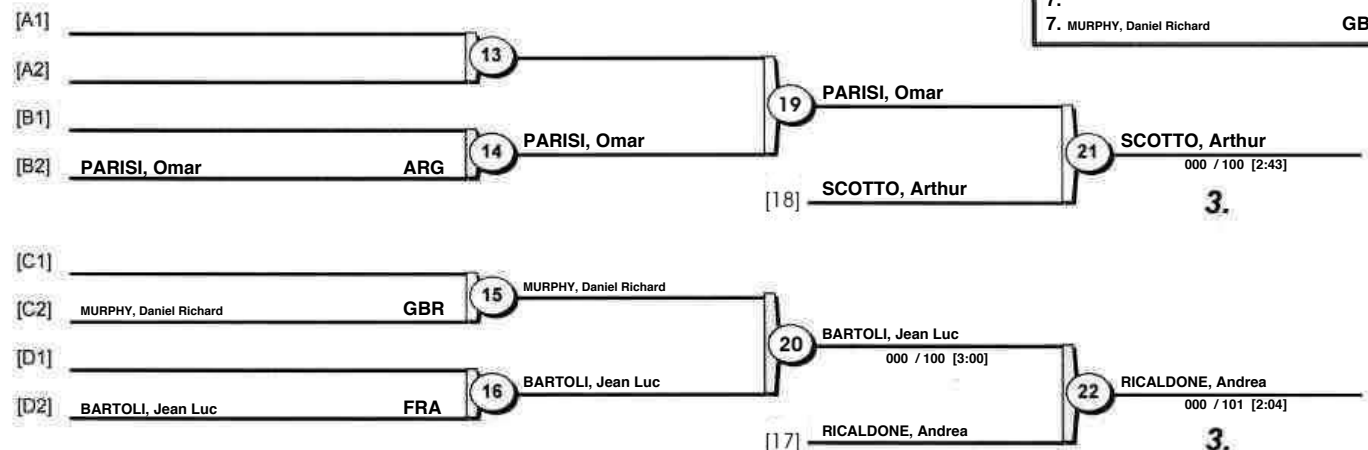 7.
7. MURPHY, Daniel Richard GB
[A1]
13
[A2]
[B1]
19 PARISI, Omar
14 PARISI, Omar
[B2] PARISI, Omar ARG
21 SCOTTO, Arthur
000 / 100 [2:43]
[18] SCOTTO, Arthur
3.
[C1]
15 MURPHY, Daniel Richard
[C2] MURPHY, Daniel Richard GBR
20 BARTOLI, Jean Luc
000 / 100 [3:00]
[D1]
16 BARTOLI, Jean Luc
[D2] BARTOLI, Jean Luc FRA
22 RICALDONE, Andrea
000 / 101 [2:04]
[17] RICALDONE, Andrea
3.